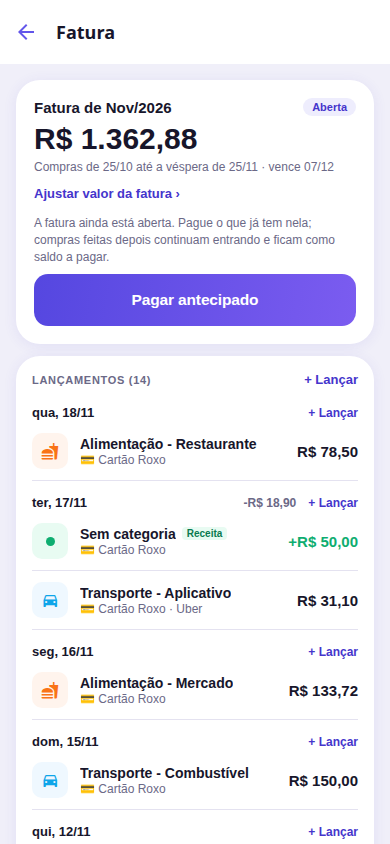 Fatura
Fatura de Nov/2026
Aberta
R$ 1.362,88
Compras de 25/10 até a véspera de 25/11 · vence 07/12
Ajustar valor da fatura ›
A fatura ainda está aberta. Pague o que já tem nela;
compras feitas depois continuam entrando e ficam como
saldo a pagar.
Pagar antecipado
LANÇAMENTOS (14)
+ Lançar
qua, 18/11
+ Lançar
Alimentação - Restaurante
💳 Cartão Roxo
R$ 78,50
ter, 17/11
-R$ 18,90
+ Lançar
Sem categoria
Receita
💳 Cartão Roxo
+R$ 50,00
Transporte - Aplicativo
💳 Cartão Roxo · Uber
R$ 31,10
seg, 16/11
+ Lançar
Alimentação - Mercado
💳 Cartão Roxo
R$ 133,72
dom, 15/11
+ Lançar
Transporte - Combustível
💳 Cartão Roxo
R$ 150,00
qui, 12/11
+ Lançar